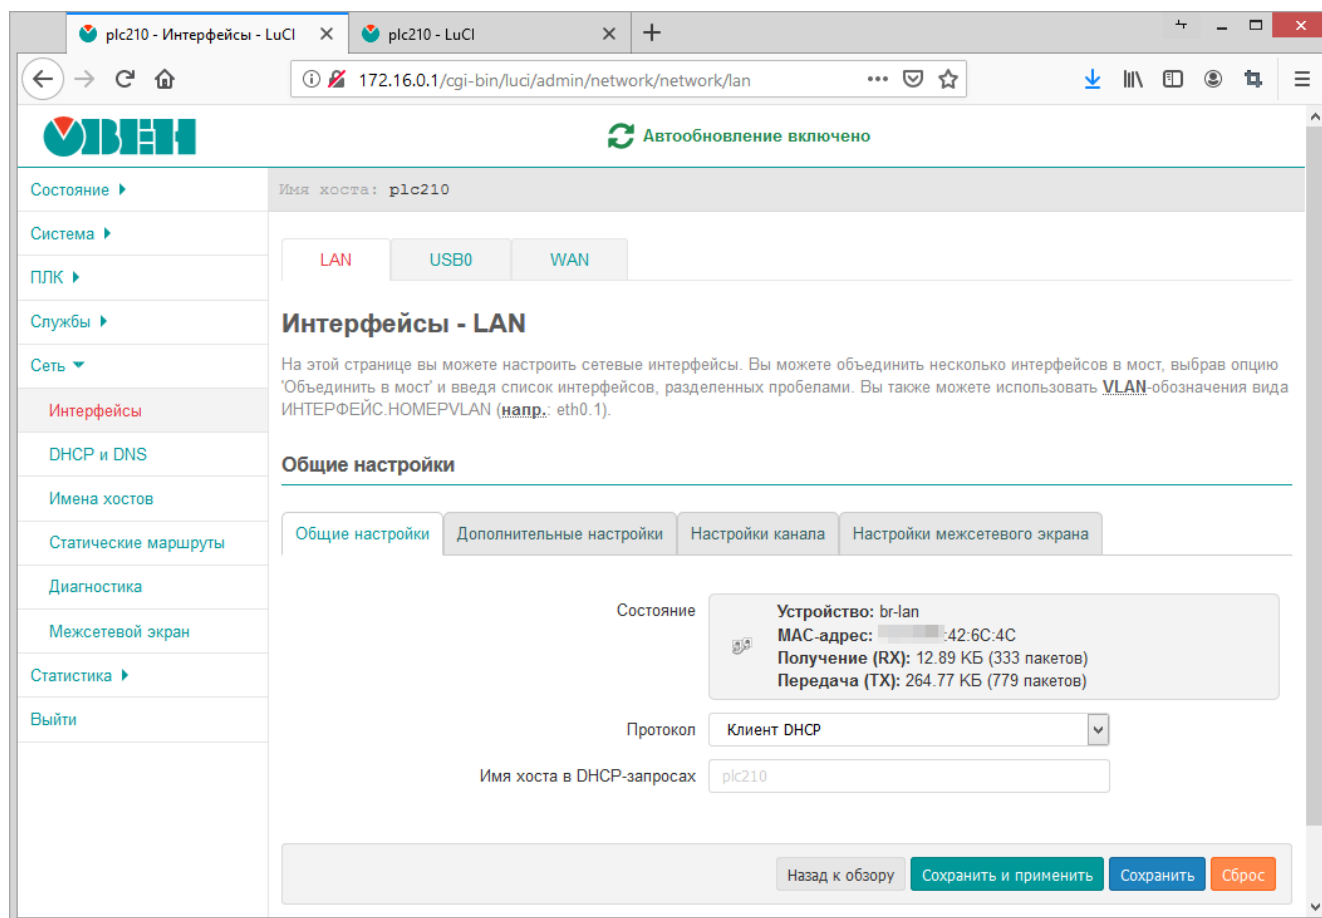 plc210 - Интерфейсы - LuCI
plc210 - LuCI
172.16.0.1/cgi-bin/luci/admin/network/network/lan
ОВЕН
Автообновление включено
Состояние
Имя хоста: plc210
Система
ПЛК
Службы
Сеть
Интерфейсы
DHCP и DNS
Имена хостов
Статические маршруты
Диагностика
Межсетевой экран
Статистика
Выйти
LAN USB0 WAN
Интерфейсы - LAN
На этой странице вы можете настроить сетевые интерфейсы. Вы можете объединить несколько интерфейсов в мост, выбрав опцию
'Объединить в мост' и введя список интерфейсов, разделенных пробелами. Вы также можете использовать VLAN-обозначения вида
ИНТЕРФЕЙС.НОМЕРVLAN (напр.: eth0.1).
Общие настройки
Общие настройки Дополнительные настройки Настройки канала Настройки межсетевого экрана
Состояние
Устройство: br-lan
MAC-адрес: :42:6C:4C
Получение (RX): 12.89 КБ (333 пакетов)
Передача (TX): 264.77 КБ (779 пакетов)
Протокол Клиент DHCP
Имя хоста в DHCP-запросах plc210
Назад к обзору Сохранить и применить Сохранить Сброс